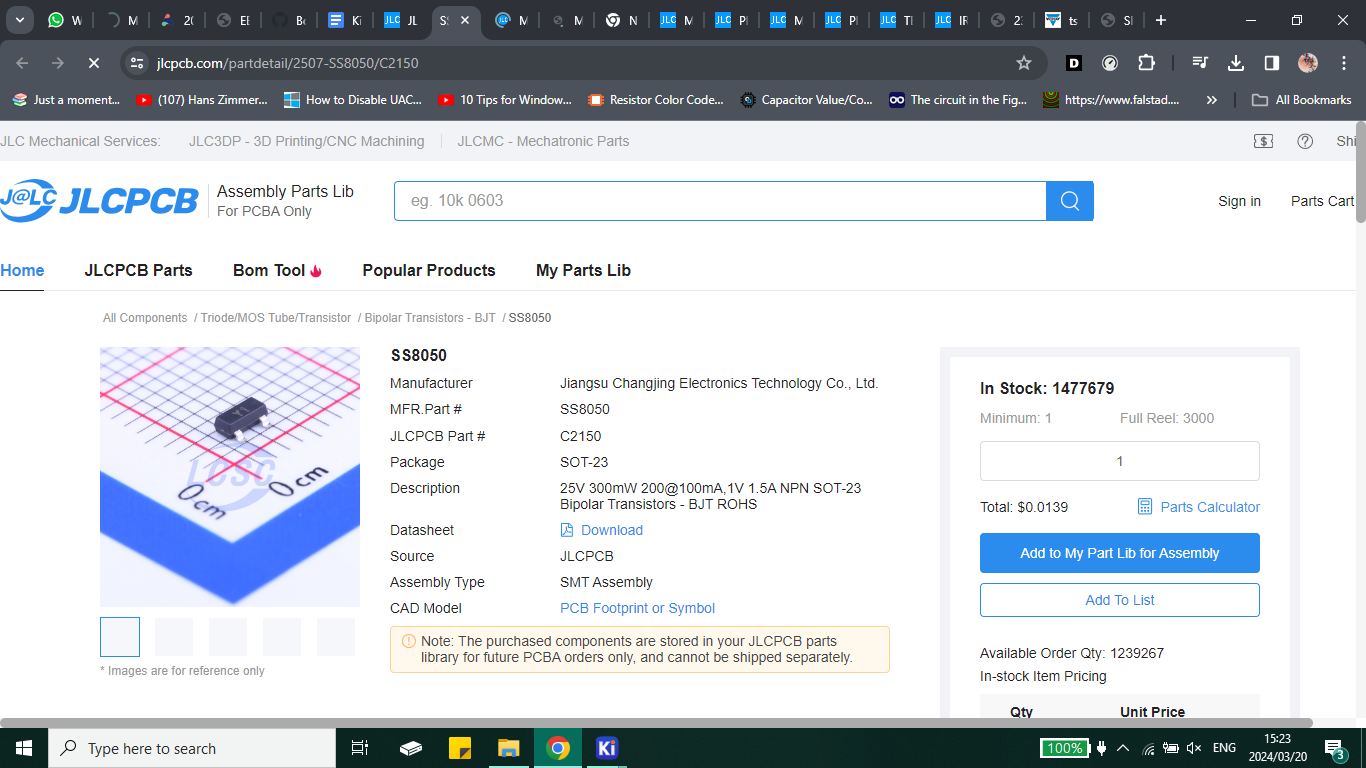 W
M
20
EE
Be
Ki
JL
SS
M
M
N
M
Pl
M
Pl
TI
IR
23
ts
SI
jlcpcb.com/partdetail/2507-SS8050/C2150
Just a moment...
(107) Hans Zimmer...
How to Disable UAC...
10 Tips for Window...
Resistor Color Code...
Capacitor Value/Co...
The circuit in the Fig...
https://www.falstad....
All Bookmarks
JLC Mechanical Services:
JLC3DP - 3D Printing/CNC Machining
JLCMC - Mechatronic Parts
Shi
J@LC JLCPCB
Assembly Parts Lib
For PCBA Only
eg. 10k 0603
Sign in
Parts Cart
Home
JLCPCB Parts
Bom Tool
Popular Products
My Parts Lib
All Components / Triode/MOS Tube/Transistor / Bipolar Transistors - BJT / SS8050
LCSC
0 cm
0 cm
* Images are for reference only
SS8050
Manufacturer Jiangsu Changjing Electronics Technology Co., Ltd.
MFR.Part # SS8050
JLCPCB Part # C2150
Package SOT-23
Description 25V 300mW 200@100mA,1V 1.5A NPN SOT-23
Bipolar Transistors - BJT ROHS
Datasheet Download
Source JLCPCB
Assembly Type SMT Assembly
CAD Model PCB Footprint or Symbol
Note: The purchased components are stored in your JLCPCB parts
library for future PCBA orders only, and cannot be shipped separately.
In Stock: 1477679
Minimum: 1 Full Reel: 3000
1
Total: $0.0139 Parts Calculator
Add to My Part Lib for Assembly
Add To List
Available Order Qty: 1239267
In-stock Item Pricing
Qty Unit Price
Type here to search
Ki
100%
ENG
15:23
2024/03/20
3